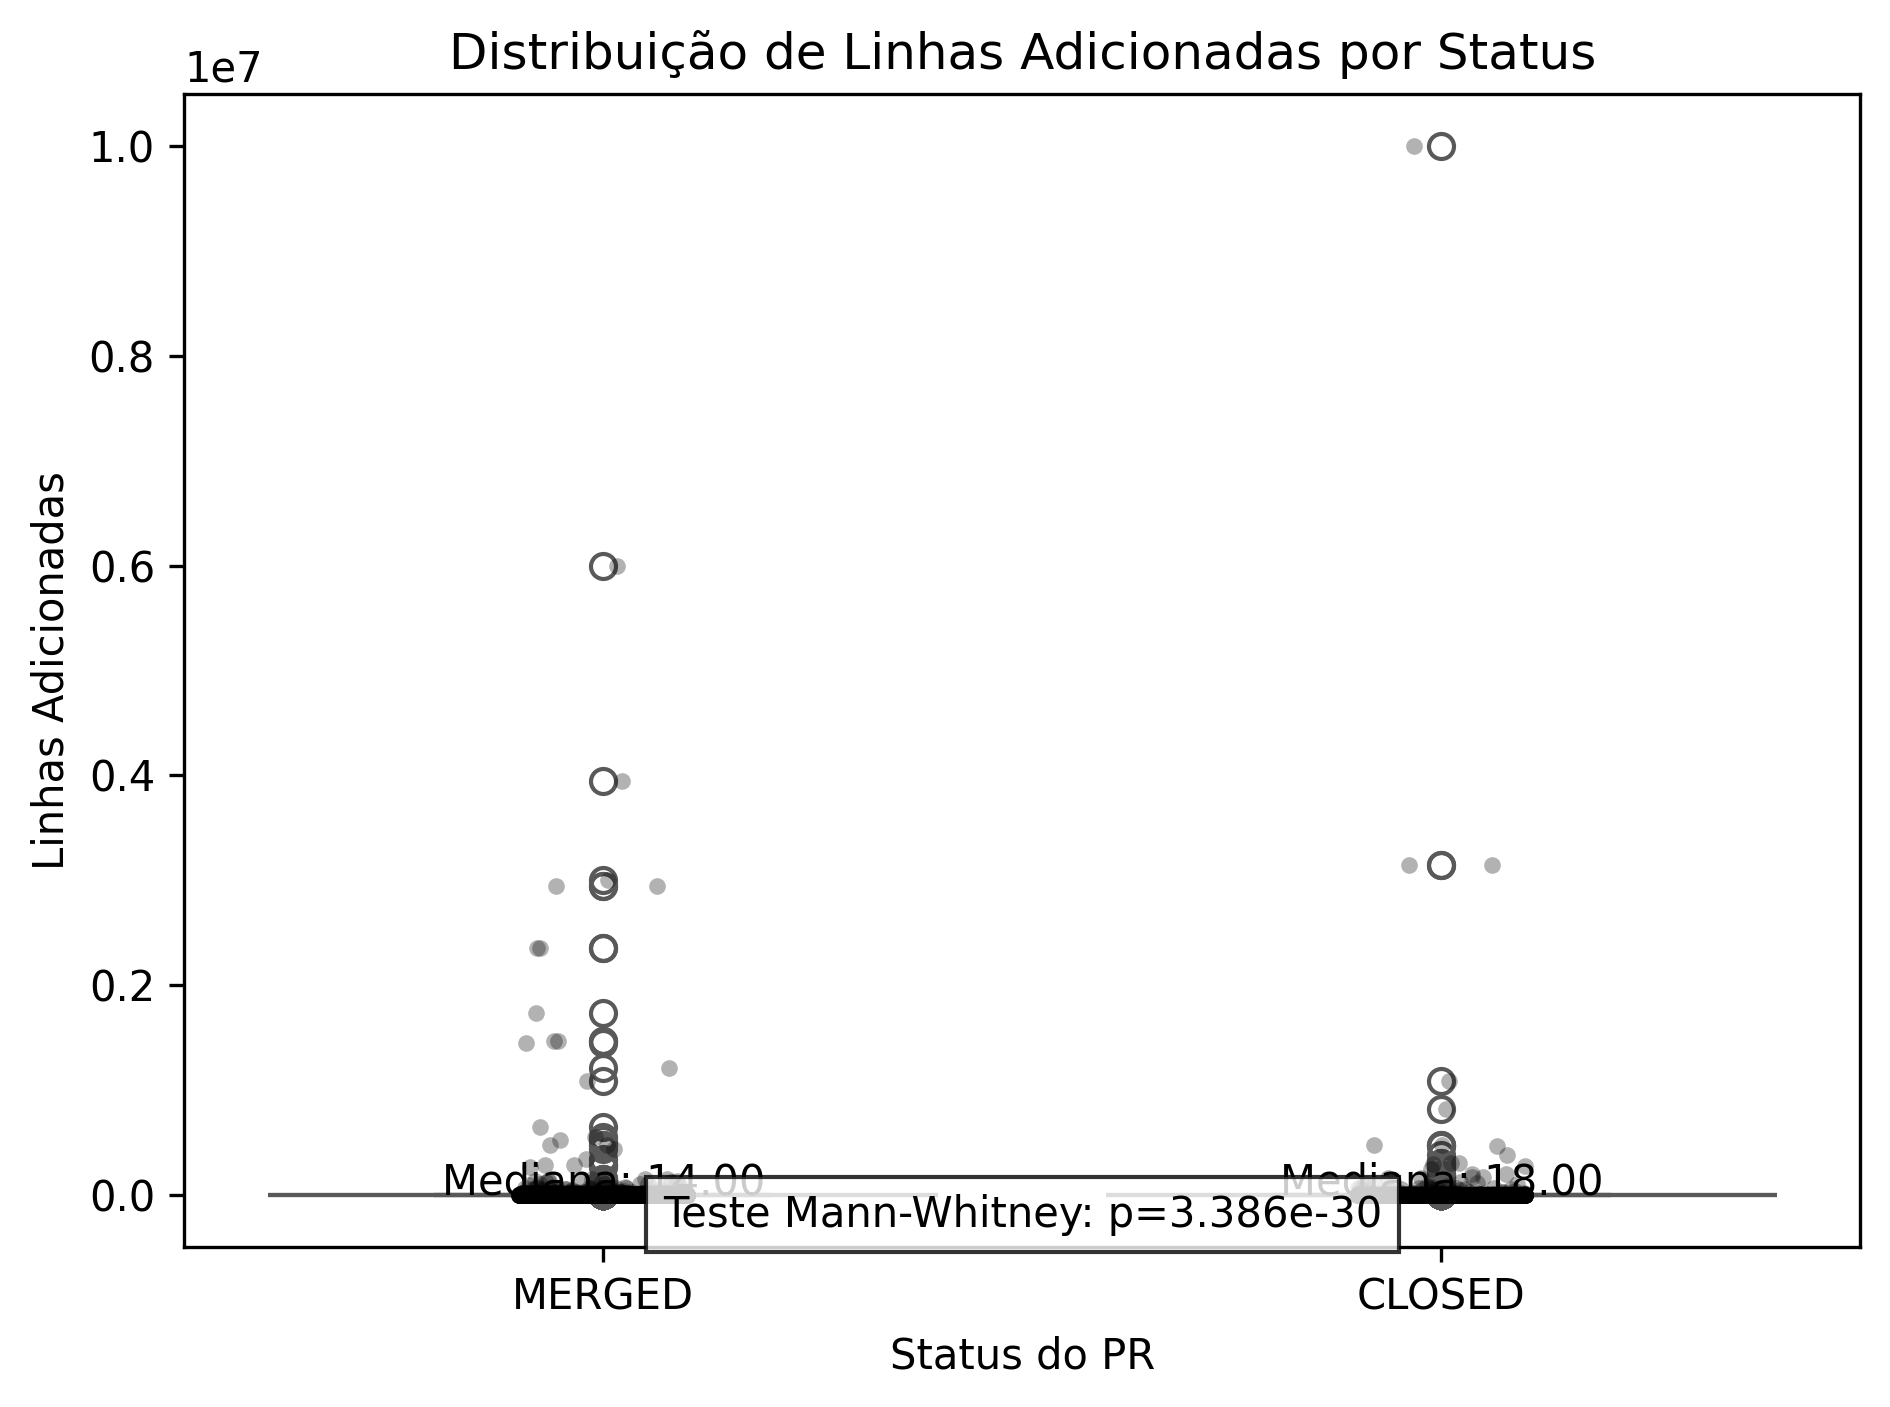 Distribuição de Linhas Adicionadas por Status
1e7
1.0
0.8
0.6
0.4
0.2
0.0
Linhas Adicionadas
Mediana: 14.00
Mediana: 18.00
Teste Mann-Whitney: p=3.386e-30
MERGED
CLOSED
Status do PR